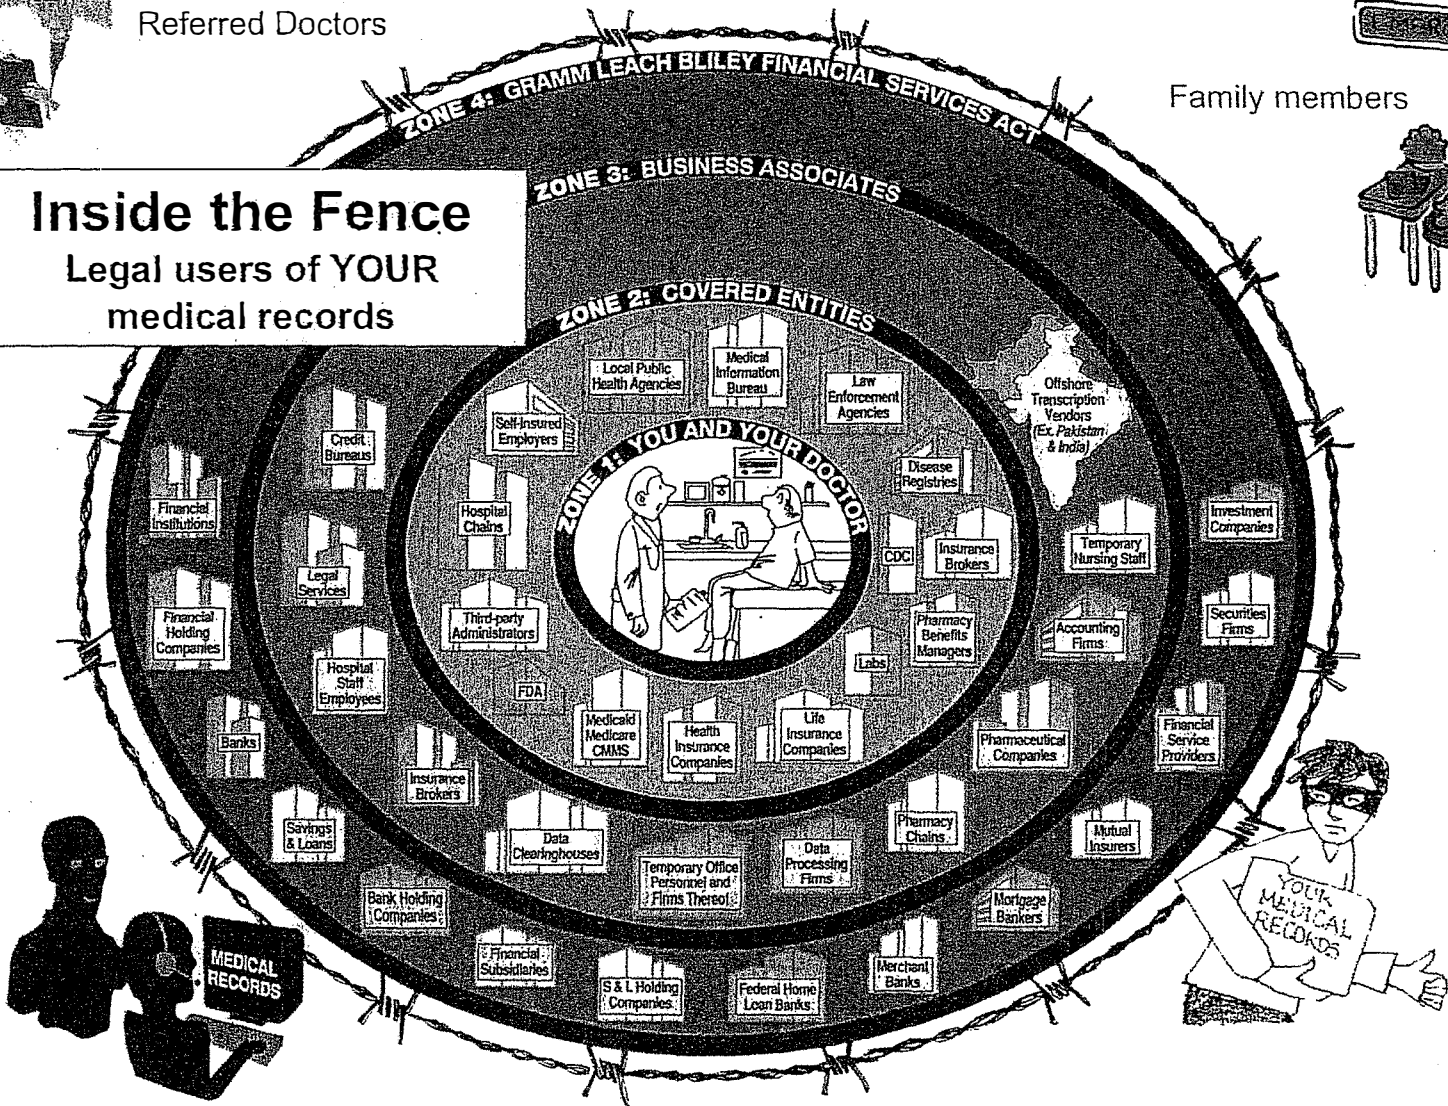 Referred Doctors
Family members
Inside the Fence
Legal users of YOUR
medical records
ZONE 4: GRAMM LEACH BLILEY FINANCIAL SERVICES ACT
ZONE 3: BUSINESS ASSOCIATES
ZONE 2: COVERED ENTITIES
ZONE 1: YOU AND YOUR DOCTOR
Local Public
Health Agencies
Medical
Information
Bureau
Law
Enforcement
Agencies
Self-Insured
Employers
Disease
Registries
Hospital
Chains
CDC
Insurance
Brokers
Third-party
Administrators
Pharmacy
Benefits
Managers
Labs
FDA
Medicaid
Medicare
CMMS
Health
Insurance
Companies
Life
Insurance
Companies
Credit
Bureaus
Offshore
Transcription
Vendors
(Ex. Pakistan
& India)
Legal
Services
Temporary
Nursing Staff
Hospital
Staff
Employees
Accounting
Firms
Insurance
Brokers
Pharmaceutical
Companies
Data
Clearinghouses
Temporary Office
Personnel and
Firms Thereof
Data
Processing
Firms
Pharmacy
Chains
Financial
Institutions
Investment
Companies
Financial
Holding
Companies
Securities
Firms
Banks
Financial
Service
Providers
Savings
& Loans
Mutual
Insurers
Bank Holding
Companies
Mortgage
Bankers
Financial
Subsidiaries
S & L Holding
Companies
Federal Home
Loan Banks
Merchant
Banks
MEDICAL
RECORDS
YOUR
MEDICAL
RECORDS